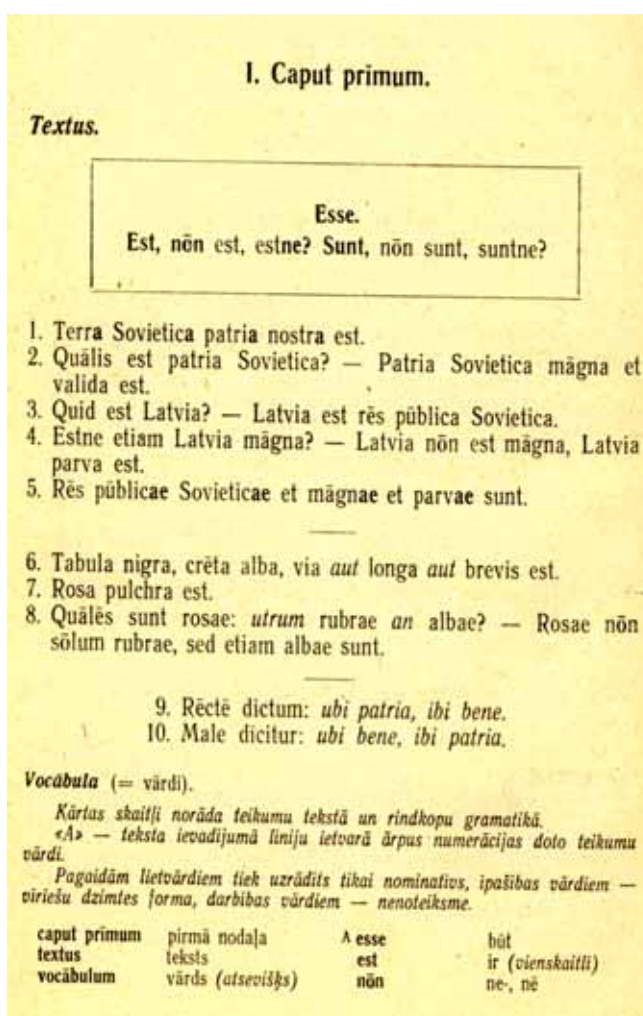 I. Caput prīmum.
Textus.
Esse.
Est, nōn est, estne? Sunt, nōn sunt, suntne?
1. Terra Sovietica patria nostra est.
2. Quālis est patria Sovietica? — Patria Sovietica māgna et
valida est.
3. Quid est Latvia? — Latvia est rēs pūblica Sovietica.
4. Estne etiam Latvia māgna? — Latvia nōn est māgna, Latvia
parva est.
5. Rēs pūblicae Sovieticae et māgnae et parvae sunt.
6. Tabula nigra, crēta alba, via aut longa aut brevis est.
7. Rosa pulchra est.
8. Quālēs sunt rosae: utrum rubrae an albae? — Rosae nōn
sōlum rubrae, sed etiam albae sunt.
9. Rēctē dictum: ubi patria, ibi bene.
10. Male dīcitur: ubi bene, ibi patria.
Vocābula (= vārdi).
Kārtas skaitļi norāda teikumu tekstā un rindkopu gramatikā.
«A» — teksta ievadījumā līniju ietvarā ārpus numerācijas doto teikumu
vārdi.
Pagaidām lietvārdiem tiek uzrādīts tikai nominatīvs, īpašības vārdiem —
vīriešu dzimtes forma, darbības vārdiem — nenoteiksme.
caput prīmum pirmā nodaļa A esse būt
textus teksts est ir (vienskaitlī)
vocābulum vārds (atsevišķs) nōn ne-, nē